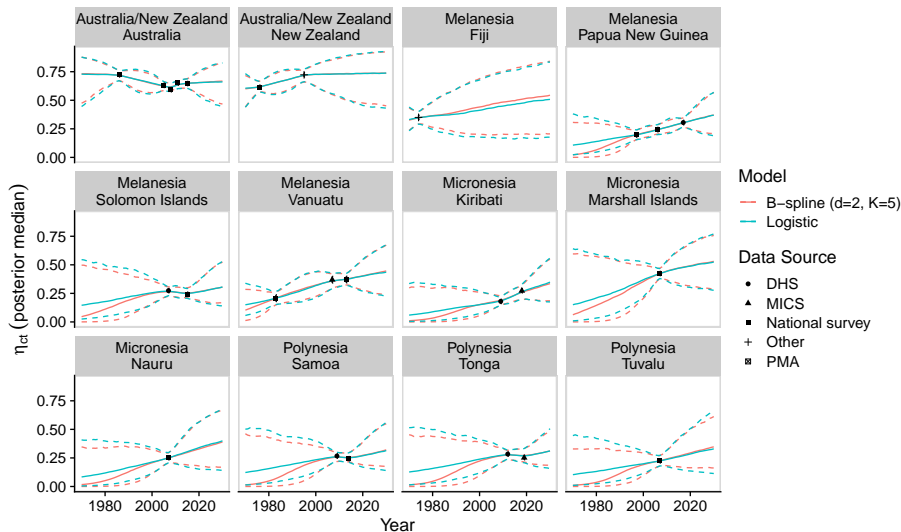 Australia/New Zealand Australia/New Zealand Melanesia Melanesia
Australia New Zealand Fiji Papua New Guinea
0.75
0.50
0.25
0.00
Melanesia Melanesia Micronesia Micronesia
Solomon Islands Vanuatu Kiribati Marshall Islands
0.75
0.50
0.25
0.00
Micronesia Polynesia Polynesia Polynesia
Nauru Samoa Tonga Tuvalu
0.75
0.50
0.25
0.00
1980 2000 2020 1980 2000 2020 1980 2000 2020 1980 2000 2020
Year
ηct (posterior median)
Model
B−spline (d=2, K=5)
Logistic
Data Source
DHS
MICS
National survey
Other
PMA